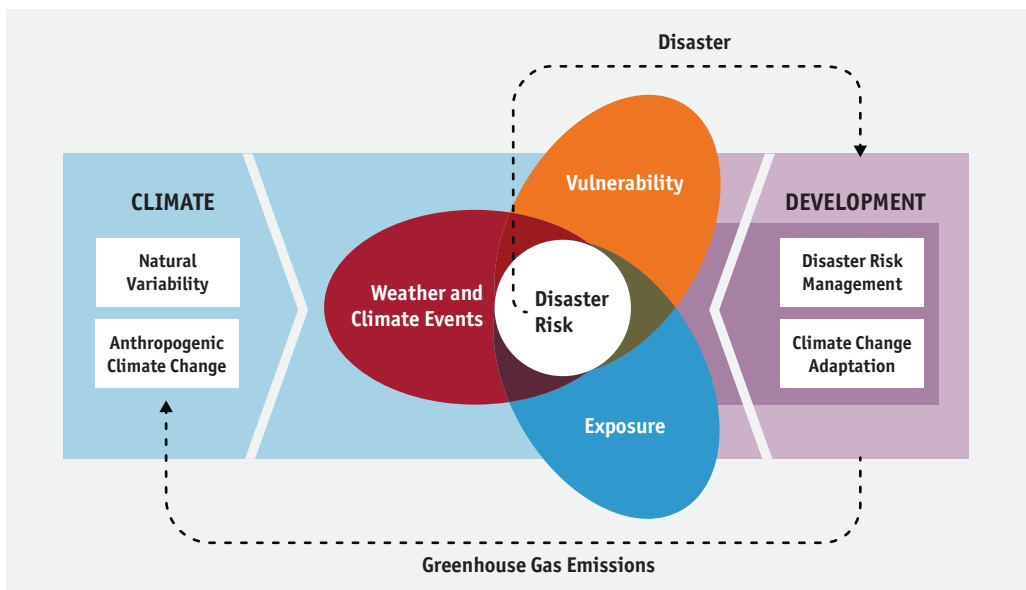 Disaster
CLIMATE
Natural
Variability
Anthropogenic
Climate Change
Vulnerability
Weather and
Climate Events
Disaster
Risk
Exposure
DEVELOPMENT
Disaster Risk
Management
Climate Change
Adaptation
Greenhouse Gas Emissions